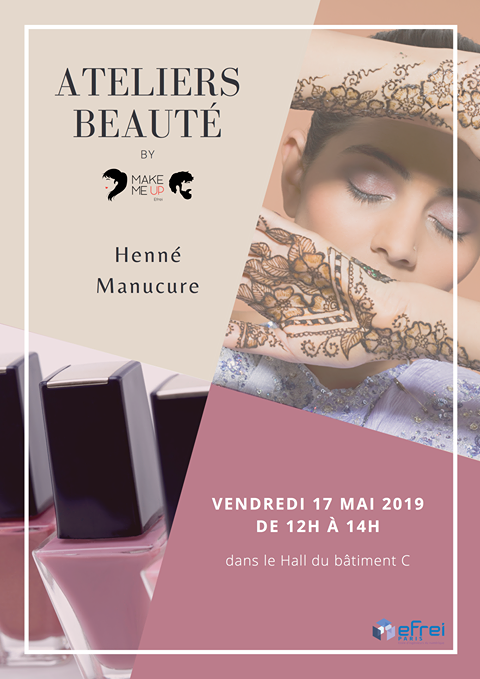 ATELIERS
BEAUTÉ
BY
MAKE
ME UP
Efrei
Henné
Manucure
VENDREDI 17 MAI 2019
DE 12H À 14H
dans le Hall du bâtiment C
efrei
PARIS